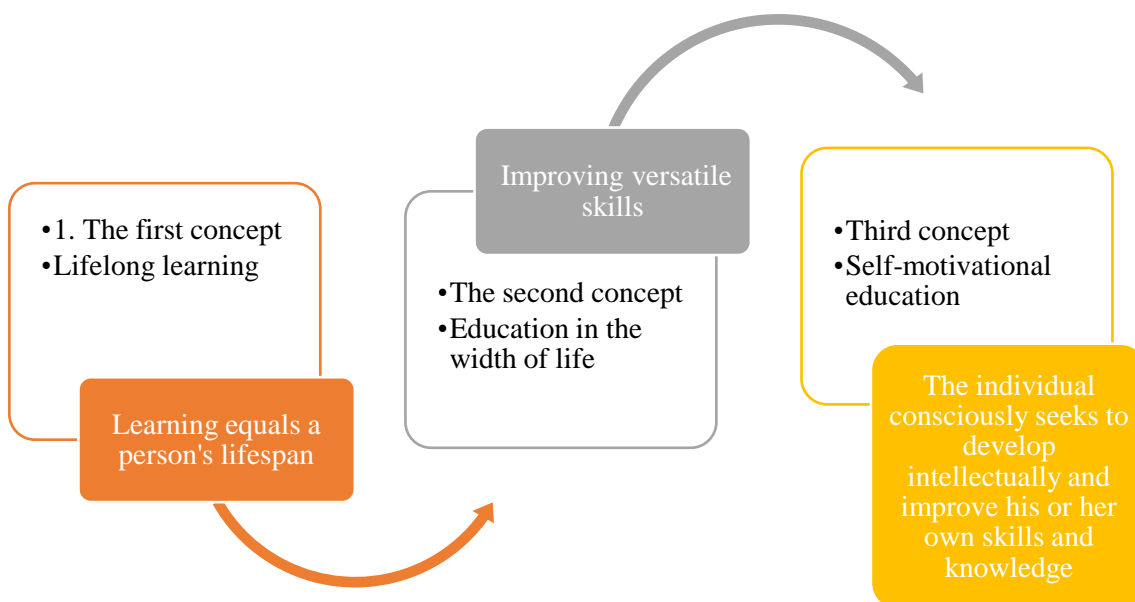 •1. The first concept
•Lifelong learning
Learning equals a
person's lifespan
Improving versatile
skills
•The second concept
•Education in the
width of life
•Third concept
•Self-motivational
education
The individual
consciously seeks to
develop
intellectually and
improve his or her
own skills and
knowledge